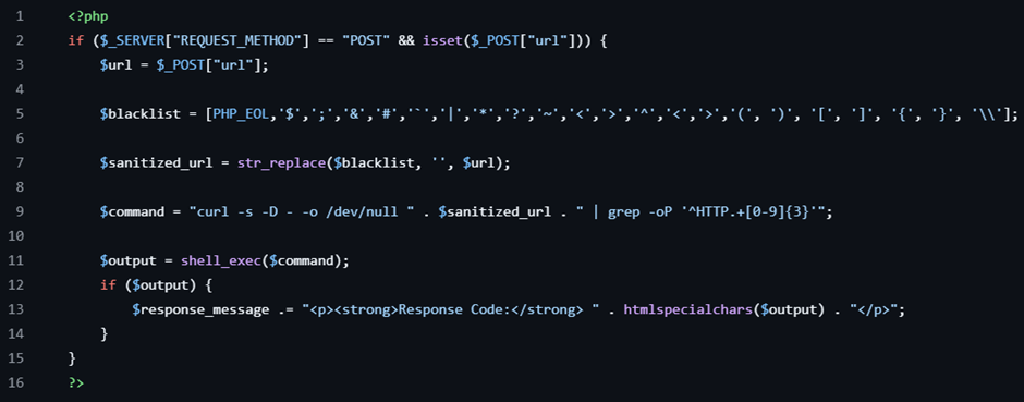 1 <?php
2 if ($_SERVER["REQUEST_METHOD"] == "POST" && isset($_POST["url"])) {
3 $url = $_POST["url"];
4
5 $blacklist = [PHP_EOL,'$',';','&','#','`','|','*','?','~','<','>','^','<','>','(', ')', '[', ']', '{', '}', '\\'];
6
7 $sanitized_url = str_replace($blacklist, '', $url);
8
9 $command = "curl -s -D - -o /dev/null " . $sanitized_url . " | grep -oP '^HTTP.+[0-9]{3}'";
10
11 $output = shell_exec($command);
12 if ($output) {
13 $response_message .= "<p><strong>Response Code:</strong> " . htmlspecialchars($output) . "</p>";
14 }
15 }
16 ?>